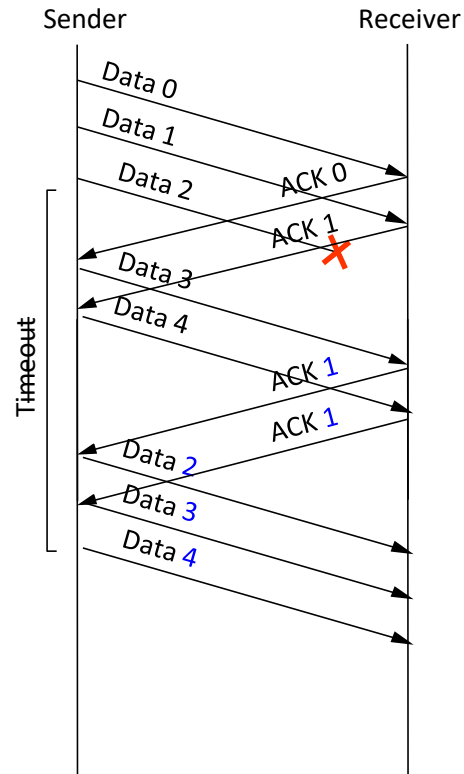 Sender
Receiver
Data 0
Data 1
Data 2
ACK 0
ACK 1
Data 3
Data 4
Timeout
ACK 1
ACK 1
Data 2
Data 3
Data 4